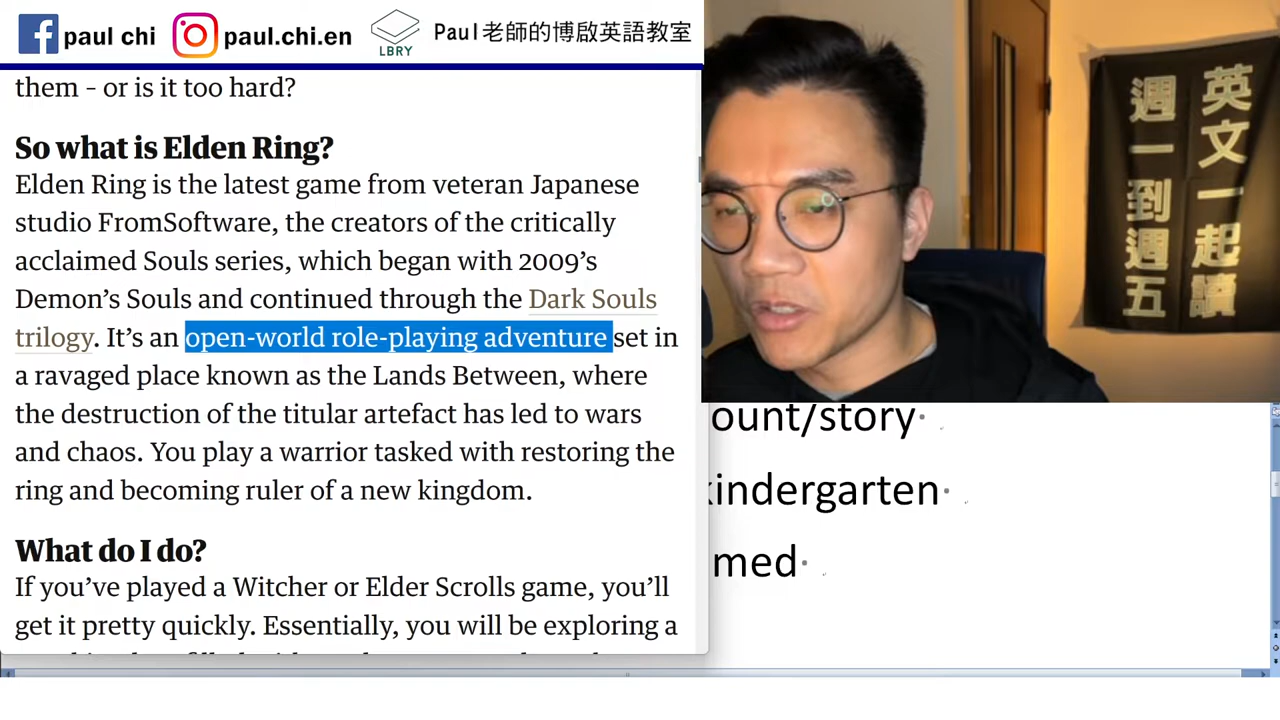 paul chi
paul.chi.en
LBRY
Paul老師的博啟英語教室
them – or is it too hard?
So what is Elden Ring?
Elden Ring is the latest game from veteran Japanese
studio FromSoftware, the creators of the critically
acclaimed Souls series, which began with 2009’s
Demon’s Souls and continued through the Dark Souls
trilogy. It’s an open-world role-playing adventure set in
a ravaged place known as the Lands Between, where
the destruction of the titular artefact has led to wars
and chaos. You play a warrior tasked with restoring the
ring and becoming ruler of a new kingdom.
What do I do?
If you’ve played a Witcher or Elder Scrolls game, you’ll
get it pretty quickly. Essentially, you will be exploring a
英文一起讀
週一到週五
ount/story
kindergarten
med